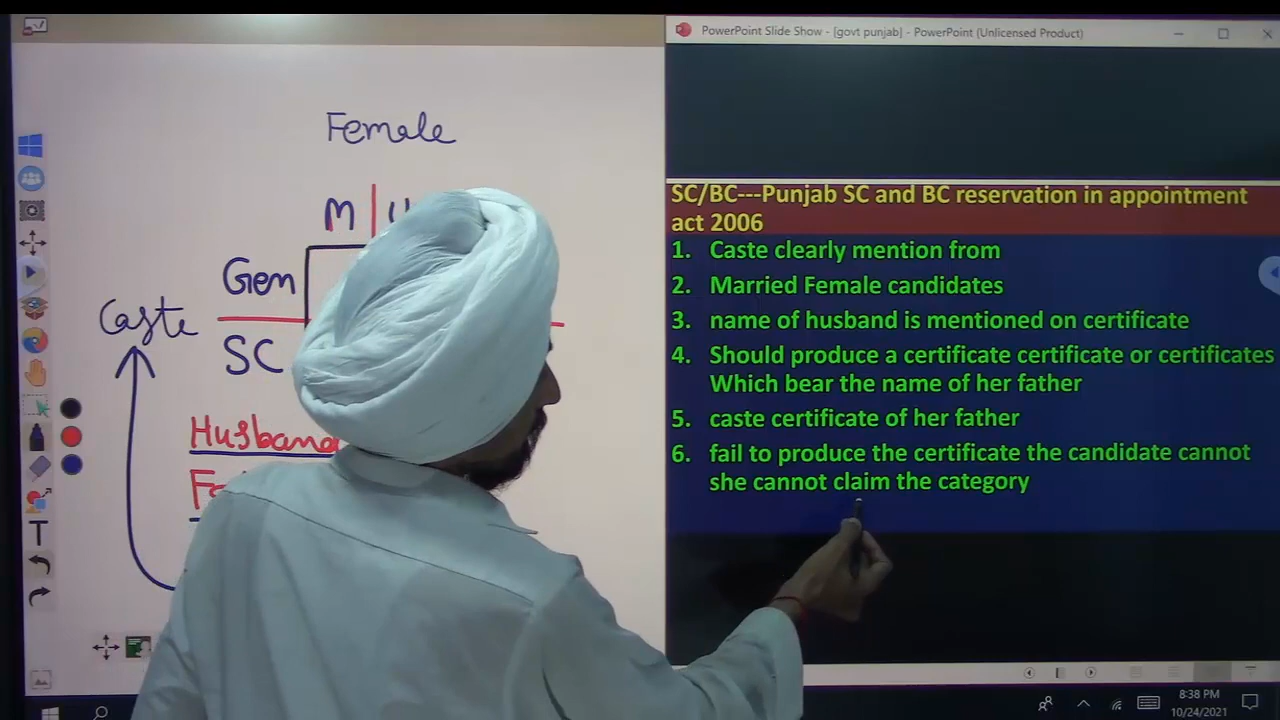 PowerPoint Slide Show - [govt punjab] - PowerPoint (Unlicensed Product)
Female
M
Gen
Caste
SC
SC/BC---Punjab SC and BC reservation in appointment
act 2006
1. Caste clearly mention from
2. Married Female candidates
3. name of husband is mentioned on certificate
4. Should produce a certificate certificate or certificates
Which bear the name of her father
5. caste certificate of her father
6. fail to produce the certificate the candidate cannot
she cannot claim the category
T
8:38 PM
10/24/2021